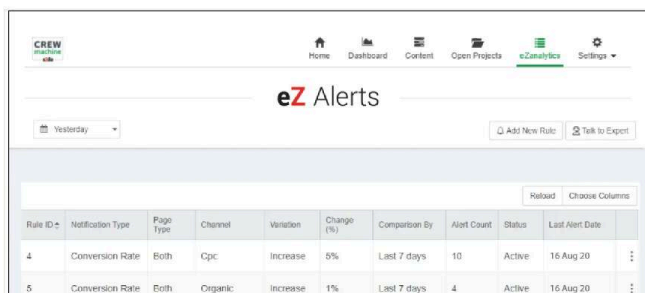 CREW
machine
elite
Home Dashboard Content Open Projects eZanalytics Settings
eZ Alerts
Yesterday
Add New Rule Talk to Expert
Reload Choose Columns
Rule ID Notification Type Page Type Channel Variation Change (%) Comparison By Alert Count Status Last Alert Date
4 Conversion Rate Both Cpc Increase 5% Last 7 days 10 Active 16 Aug 20
5 Conversion Rate Both Organic Increase 1% Last 7 days 4 Active 16 Aug 20